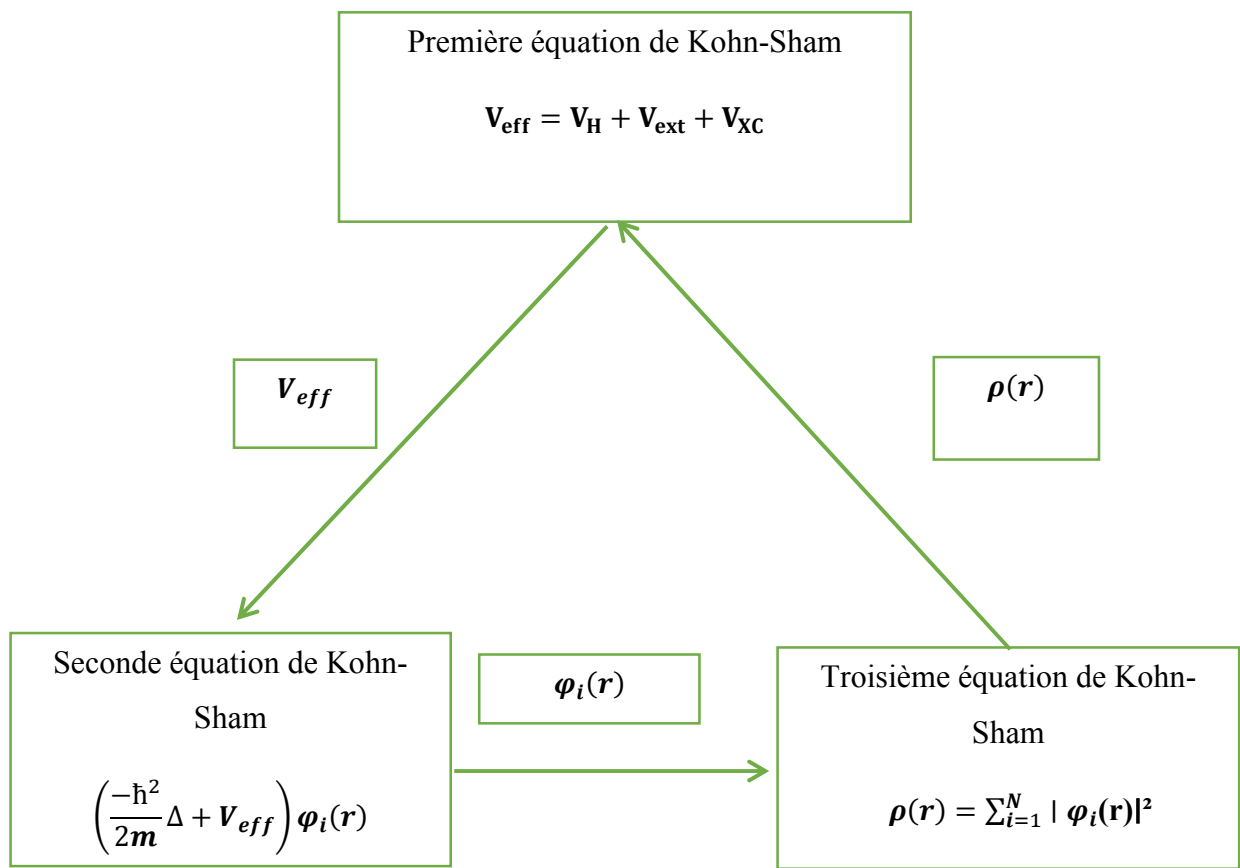 Première équation de Kohn-Sham
V_eff = V_H + V_ext + V_XC
V_eff
ρ(r)
Seconde équation de Kohn-
Sham
(-ħ²/2m Δ + V_eff) φ_i(r)
φ_i(r)
Troisième équation de Kohn-
Sham
ρ(r) = ∑_{i=1}^{N} | φ_i(r)|²